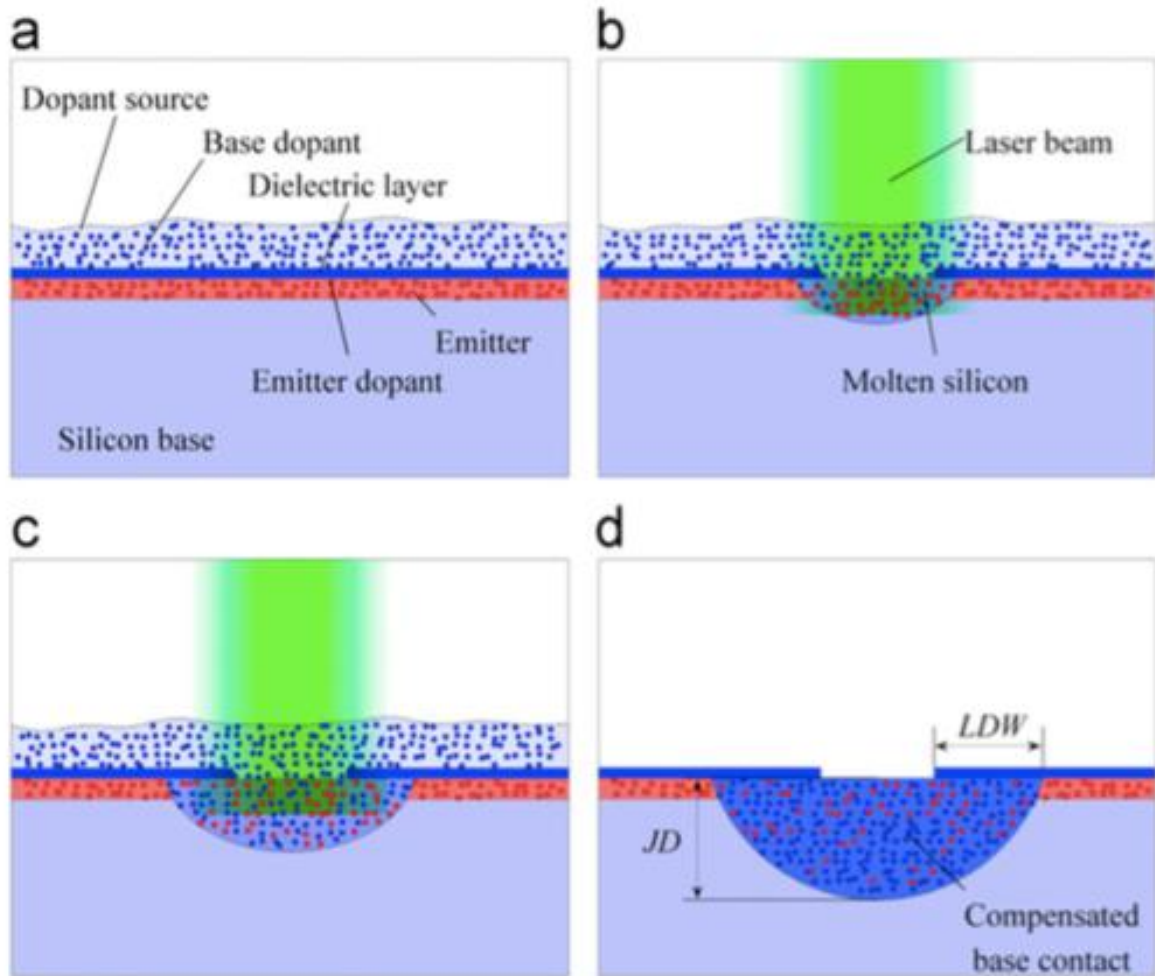 a
Dopant source
Base dopant
Dielectric layer
Emitter
Emitter dopant
Silicon base
b
Laser beam
Molten silicon
c
d
LDW
JD
Compensated
base contact